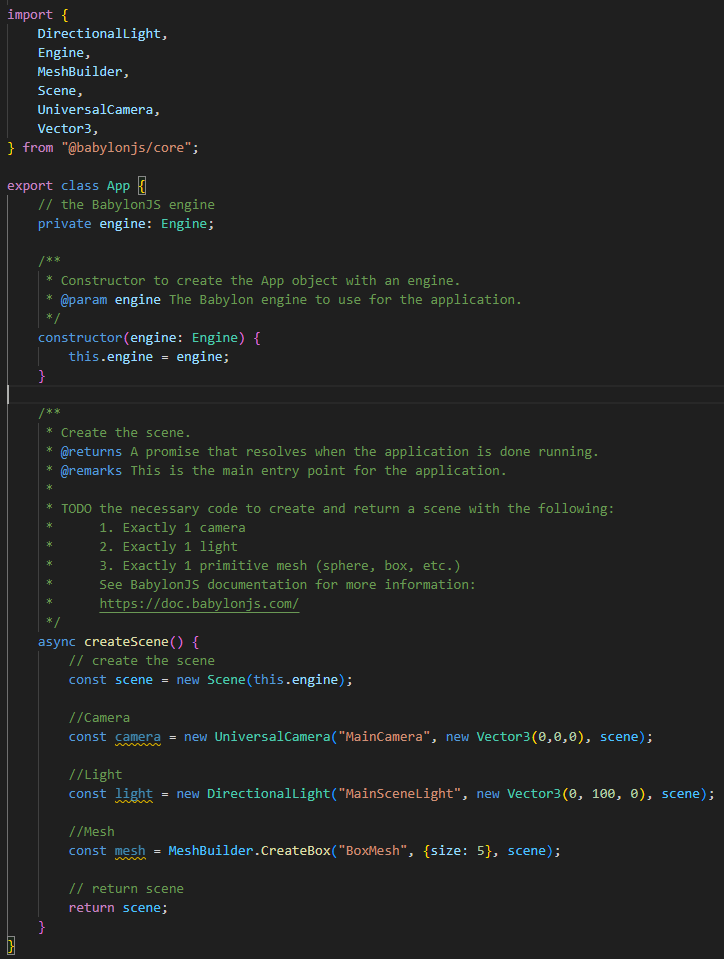 import {
    DirectionalLight,
    Engine,
    MeshBuilder,
    Scene,
    UniversalCamera,
    Vector3,
} from "@babylonjs/core";

export class App {
    // the BabylonJS engine
    private engine: Engine;

    /**
     * Constructor to create the App object with an engine.
     * @param engine The Babylon engine to use for the application.
     */
    constructor(engine: Engine) {
        this.engine = engine;
    }

    /**
     * Create the scene.
     * @returns A promise that resolves when the application is done running.
     * @remarks This is the main entry point for the application.
     *
     * TODO the necessary code to create and return a scene with the following:
     *      1. Exactly 1 camera
     *      2. Exactly 1 light
     *      3. Exactly 1 primitive mesh (sphere, box, etc.)
     *      See BabylonJS documentation for more information:
     *      https://doc.babylonjs.com/
     */
    async createScene() {
        // create the scene
        const scene = new Scene(this.engine);

        //Camera
        const camera = new UniversalCamera("MainCamera", new Vector3(0,0,0), scene);

        //Light
        const light = new DirectionalLight("MainSceneLight", new Vector3(0, 100, 0), scene);

        //Mesh
        const mesh = MeshBuilder.CreateBox("BoxMesh", {size: 5}, scene);

        // return scene
        return scene;
    }
}